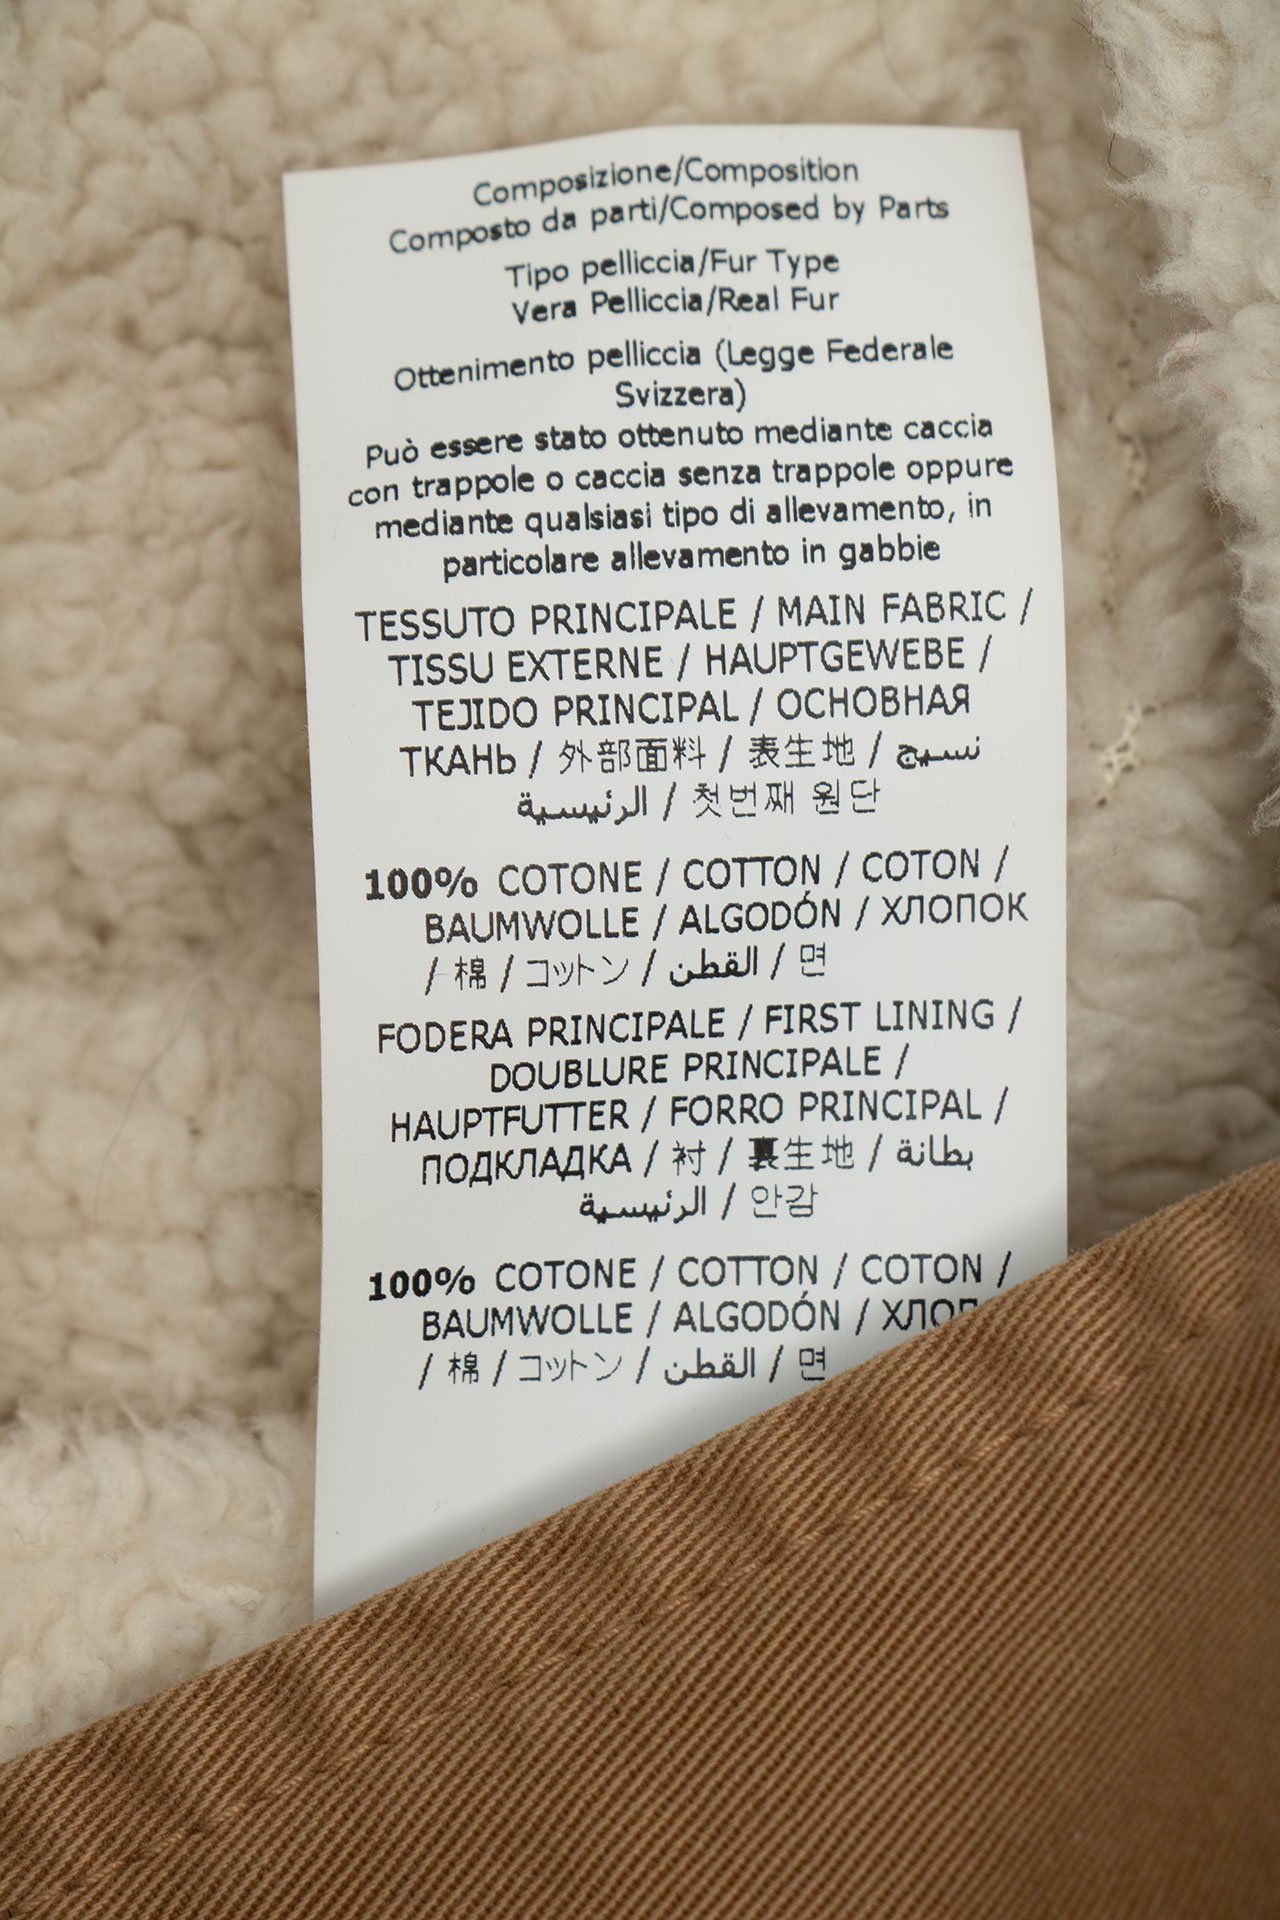 Composizione/Composition
Composto da parti/Composed by Parts
Tipo pelliccia/Fur Type
Vera Pelliccia/Real Fur
Ottenimento pelliccia (Legge Federale
Svizzera)
Può essere stato ottenuto mediante caccia
con trappole o caccia senza trappole oppure
mediante qualsiasi tipo di allevamento, in
particolare allevamento in gabbie
TESSUTO PRINCIPALE / MAIN FABRIC /
TISSU EXTERNE / HAUPTGEWEBE /
TEJIDO PRINCIPAL / ОСНОВНАЯ
ТКАНЬ / 外部面料 / 表生地 / نسيج
الرئيسية / 첫번째 원단
100% COTONE / COTTON / COTON /
BAUMWOLLE / ALGODÓN / ХЛОПОК
/ 棉 / コットン / القطن / 면
FODERA PRINCIPALE / FIRST LINING /
DOUBLURE PRINCIPALE /
HAUPTFUTTER / FORRO PRINCIPAL /
ПОДКЛАДКА / 衬 / 裏生地 / بطانة
الرئيسية / 안감
100% COTONE / COTTON / COTON /
BAUMWOLLE / ALGODÓN /
/ 棉 / コットン / القطن / 면